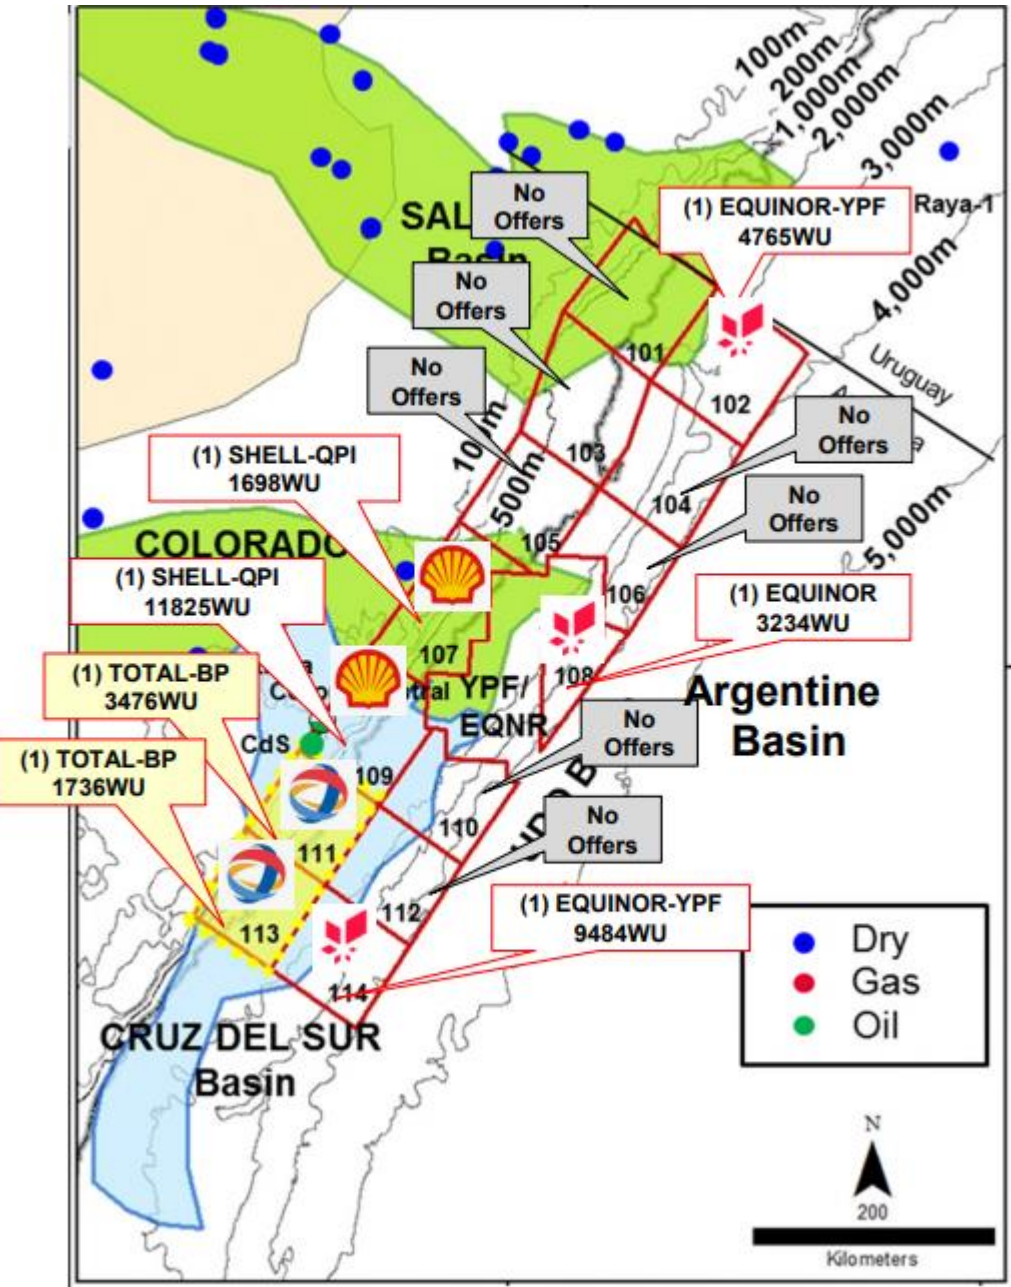 100m
200m
1,000m
2,000m
3,000m
Raya-1
4,000m
No
Offers
(1) EQUINOR-YPF
4765WU
SAL
Basin
No
Offers
No
Offers
101
102
Uruguay
No
Offers
a
103
104
500m
No
Offers
5,000m
(1) SHELL-QPI
1698WU
COLORADO
105
106
(1) SHELL-QPI
11825WU
(1) EQUINOR
3234WU
107
108
(1) TOTAL-BP
3476WU
ntral
YPF/
EQNR
Argentine
Basin
No
Offers
CdS
(1) TOTAL-BP
1736WU
109
110
No
Offers
111
112
113
(1) EQUINOR-YPF
9484WU
114
CRUZ DEL SUR
Basin
Dry
Gas
Oil
N
200
Kilometers